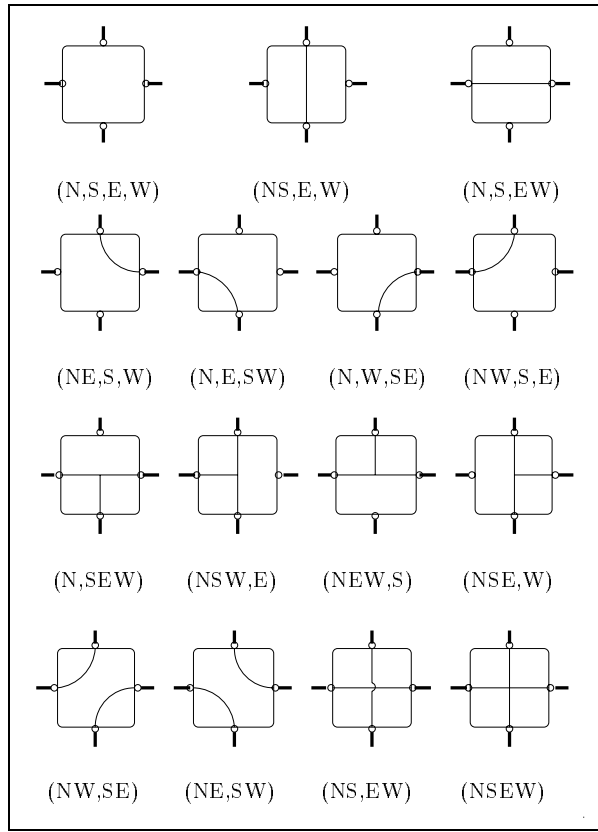 (N,S,E,W) (NS,E,W) (N,S,EW)
(NE,S,W) (N,E,SW) (N,W,SE) (NW,S,E)
(N,SEW) (NSW,E) (NEW,S) (NSE,W)
(NW,SE) (NE,SW) (NS,EW) (NSEW)